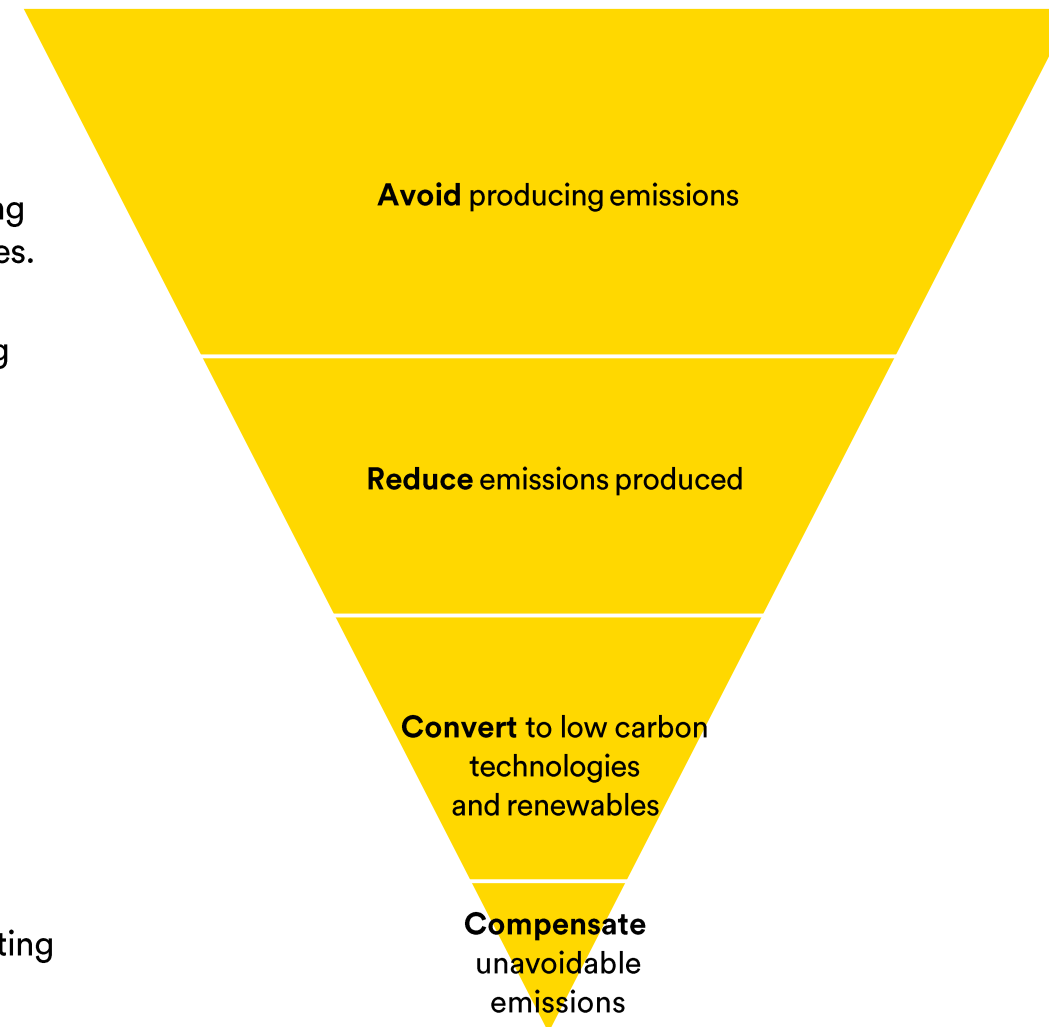 Avoid producing emissions
Reduce emissions produced
Convert to low carbon
technologies
and renewables
Compensate
unavoidable
emissions